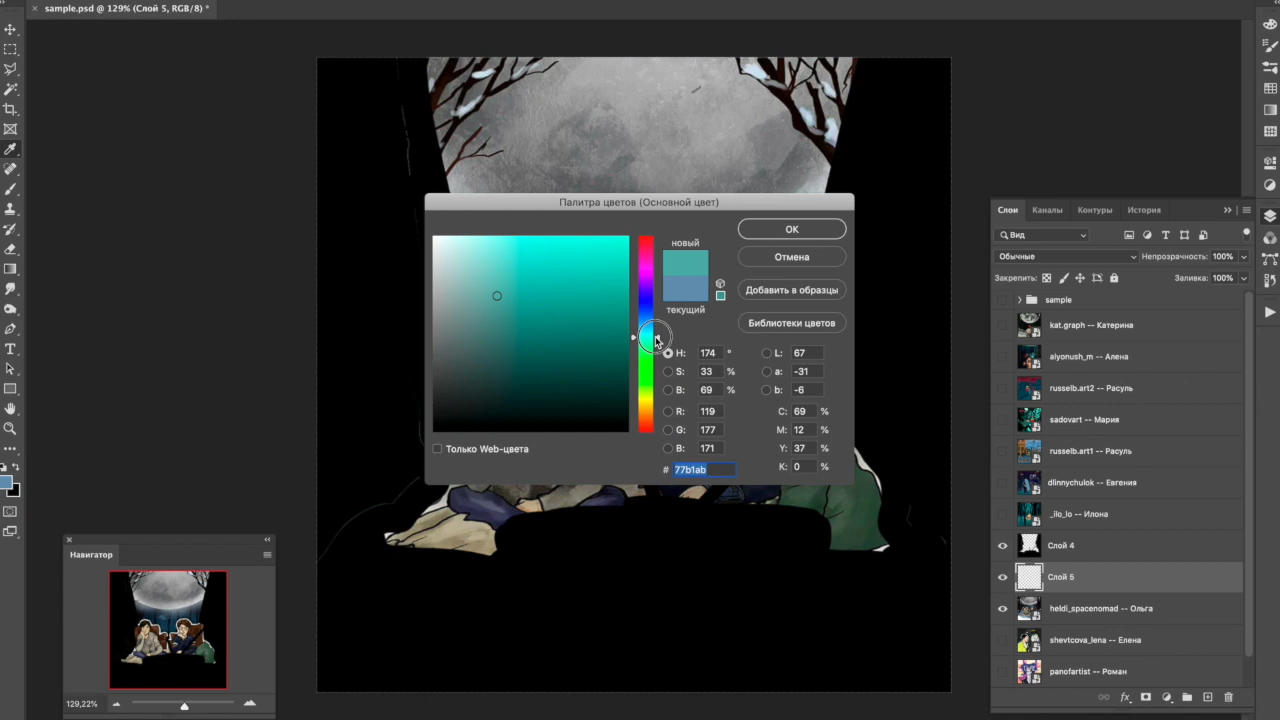 sample.psd @ 129% (Слой 5, RGB/8) *
Палитра цветов (Основной цвет)
новый
текущий
OK
Отмена
Добавить в образцы
Библиотеки цветов
H: 174 °
S: 33 %
B: 69 %
R: 119
G: 177
B: 171
# 77b1ab
L: 67
a: -31
b: -6
C: 69 %
M: 12 %
Y: 37 %
K: 0 %
Только Web-цвета
Слои Каналы Контуры История
Вид
Обычные Непрозрачность: 100%
Закрепить: Заливка: 100%
sample
kat.graph -- Катерина
alyonush_m -- Алена
russelb.art2 -- Расуль
sadovart -- Мария
russelb.art1 -- Расуль
dlinnychulok -- Евгения
_ilo_lo -- Илона
Слой 4
Слой 5
heldi_spacenomad -- Ольга
shevtcova_lena -- Елена
panofartist -- Роман
fx
Навигатор
129,22%